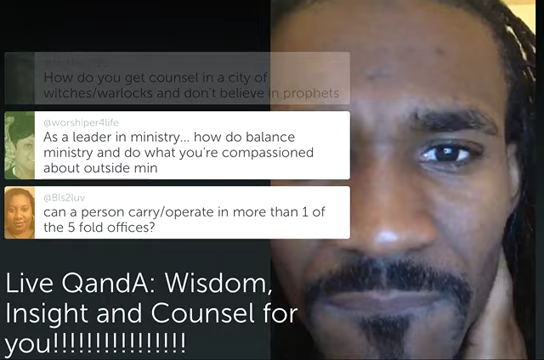 How do you get counsel in a city of
witches/warlocks and don't believe in prophets
@worshiper4life
As a leader in ministry... how do balance
ministry and do what you're compassioned
about outside min
@Bls2luv
can a person carry/operate in more than 1 of
the 5 fold offices?
Live QandA: Wisdom,
Insight and Counsel for
you!!!!!!!!!!!!!!!!!